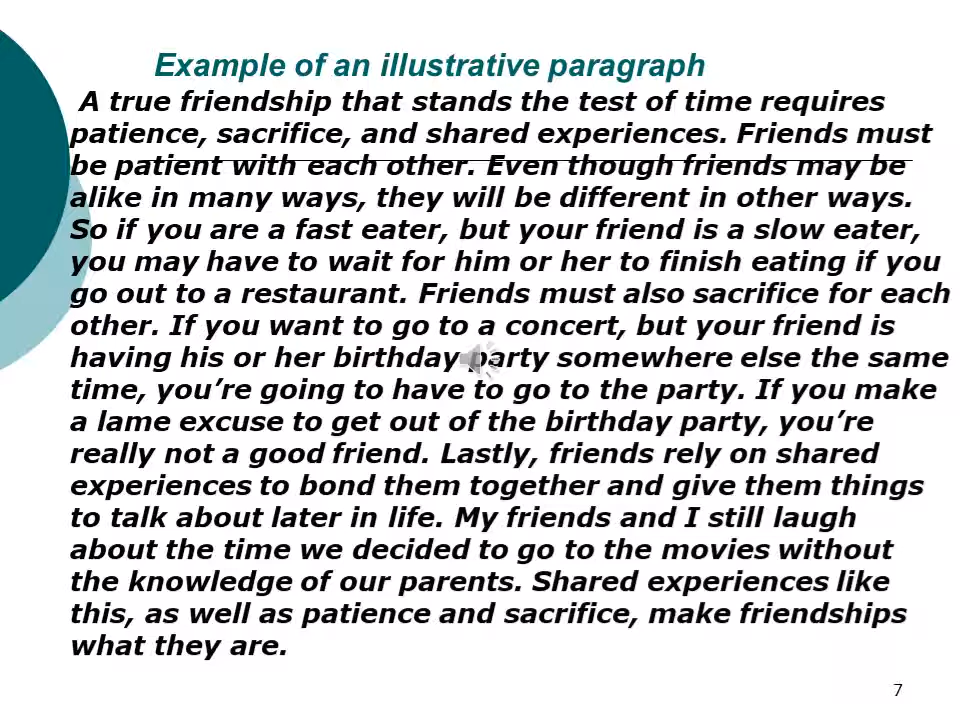 Example of an illustrative paragraph
A true friendship that stands the test of time requires
patience, sacrifice, and shared experiences. Friends must
be patient with each other. Even though friends may be
alike in many ways, they will be different in other ways.
So if you are a fast eater, but your friend is a slow eater,
you may have to wait for him or her to finish eating if you
go out to a restaurant. Friends must also sacrifice for each
other. If you want to go to a concert, but your friend is
having his or her birthday party somewhere else the same
time, you’re going to have to go to the party. If you make
a lame excuse to get out of the birthday party, you’re
really not a good friend. Lastly, friends rely on shared
experiences to bond them together and give them things
to talk about later in life. My friends and I still laugh
about the time we decided to go to the movies without
the knowledge of our parents. Shared experiences like
this, as well as patience and sacrifice, make friendships
what they are.
7